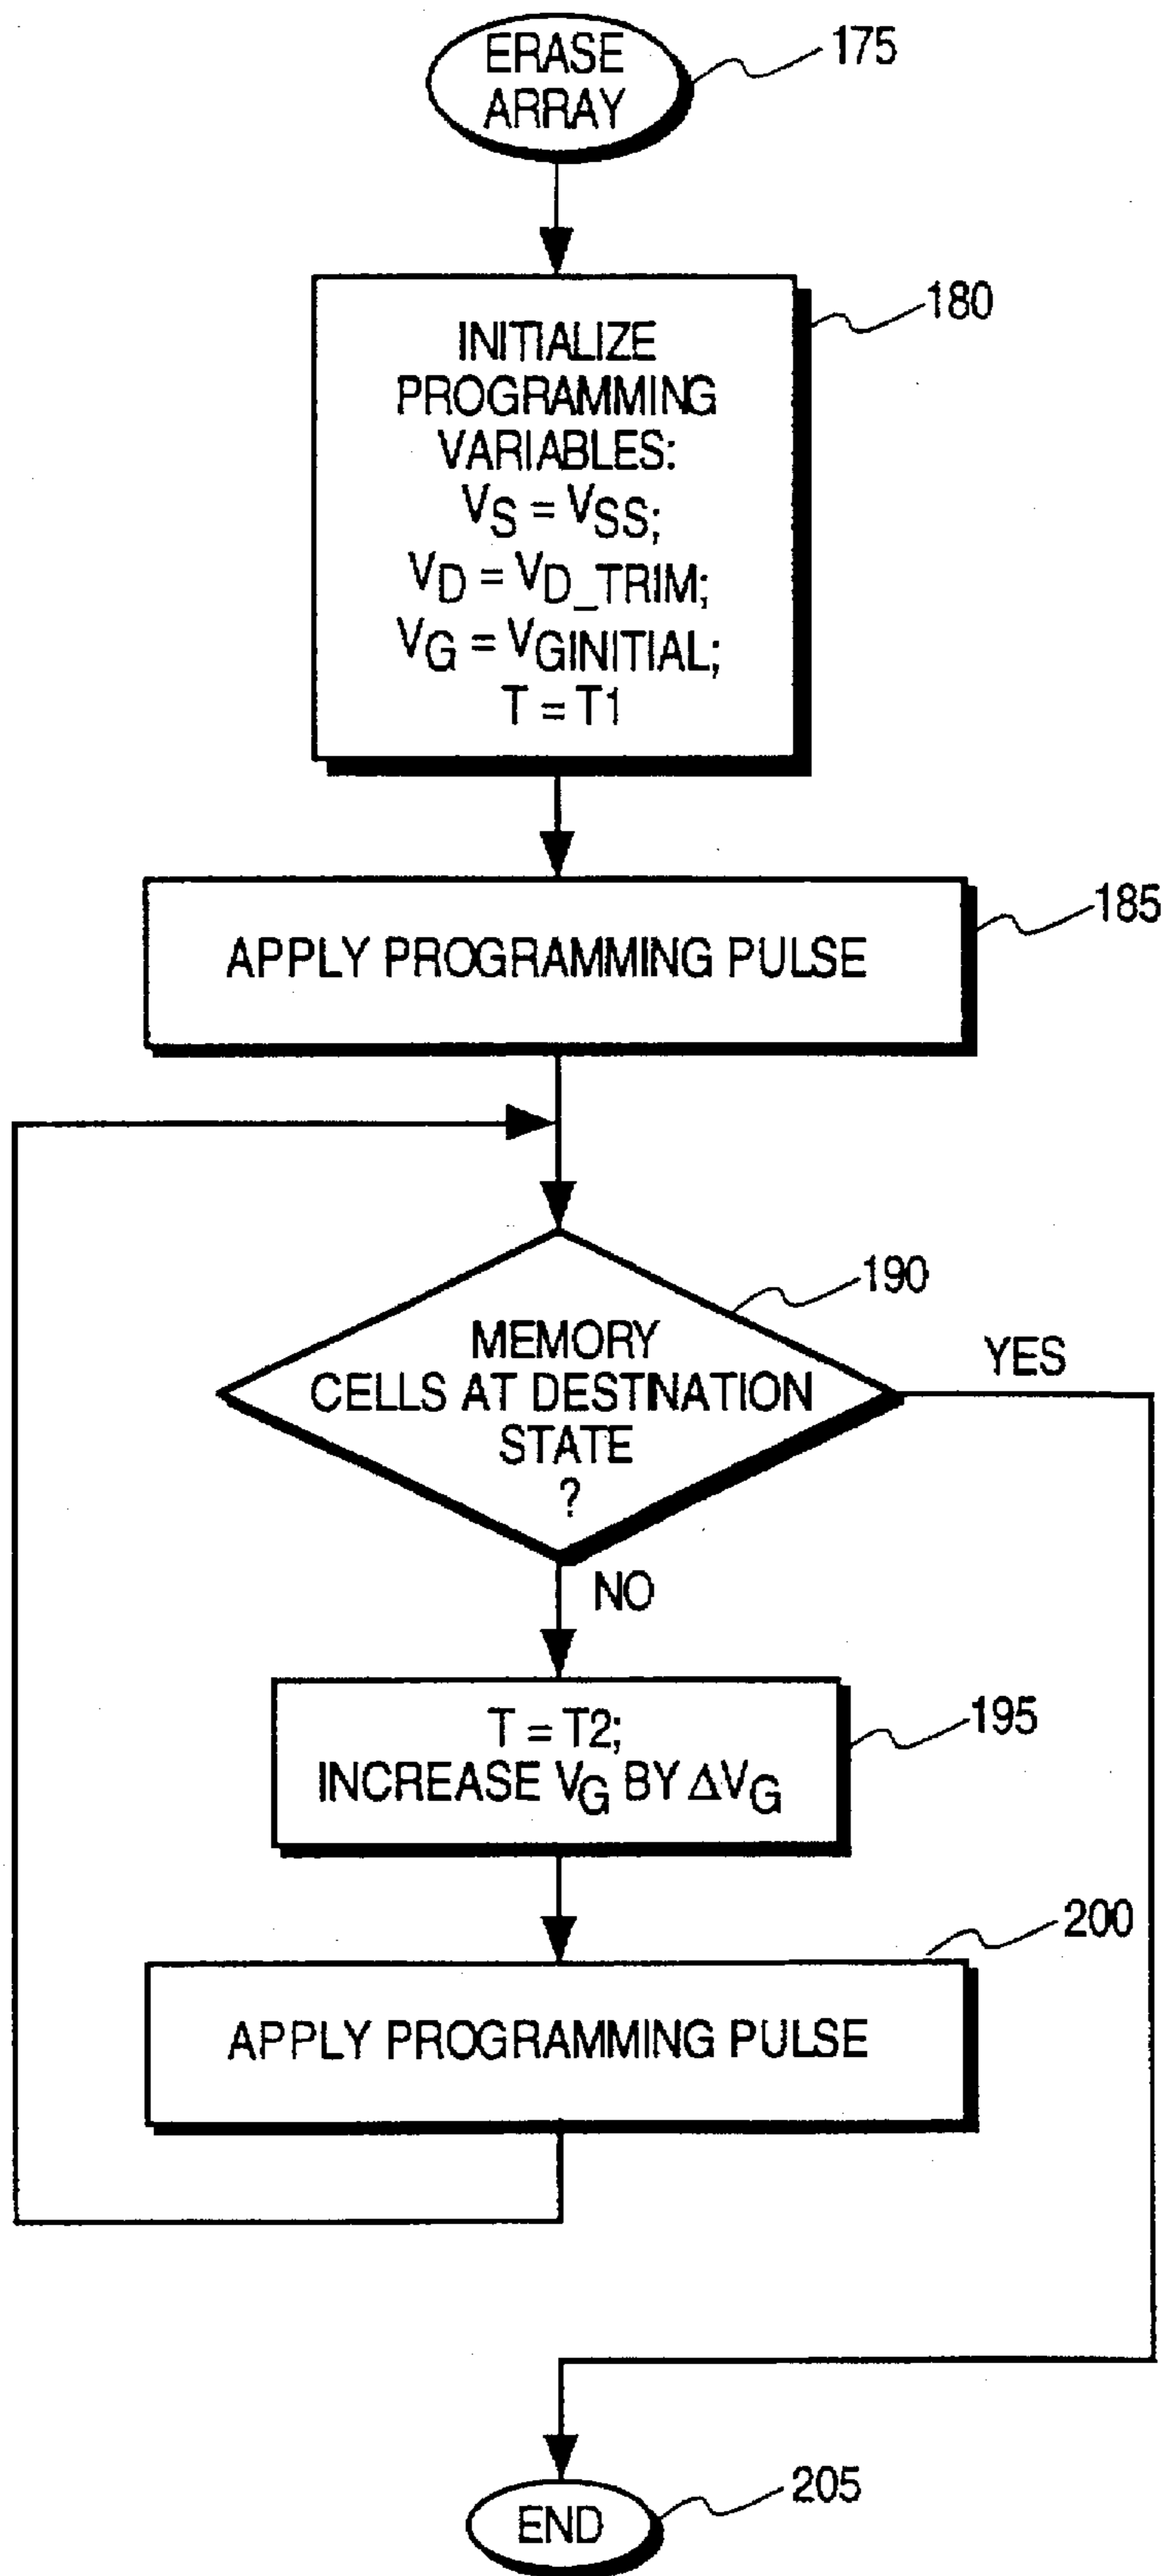 ERASE
ARRAY
175
INITIALIZE
PROGRAMMING
VARIABLES:
VS = VSS;
VD = VD_TRIM;
VG = VGINITIAL;
T = T1
180
APPLY PROGRAMMING PULSE
185
MEMORY
CELLS AT DESTINATION
STATE
?
190
YES
NO
T = T2;
INCREASE VG BY ΔVG
195
200
APPLY PROGRAMMING PULSE
END
205